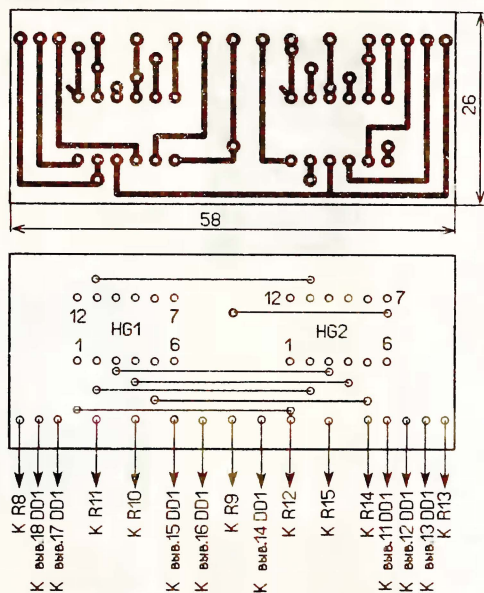 26
58
12 7 12 7
HG1 HG2
1 6 1 6
К R8
К выв.18 DD1
К выв.17 DD1
К R11
К R10
К выв.15 DD1
К выв.16 DD1
К R9
К выв.14 DD1
К R12
К R15
К R14
К выв.11 DD1
К выв.12 DD1
К выв.13 DD1
К R13